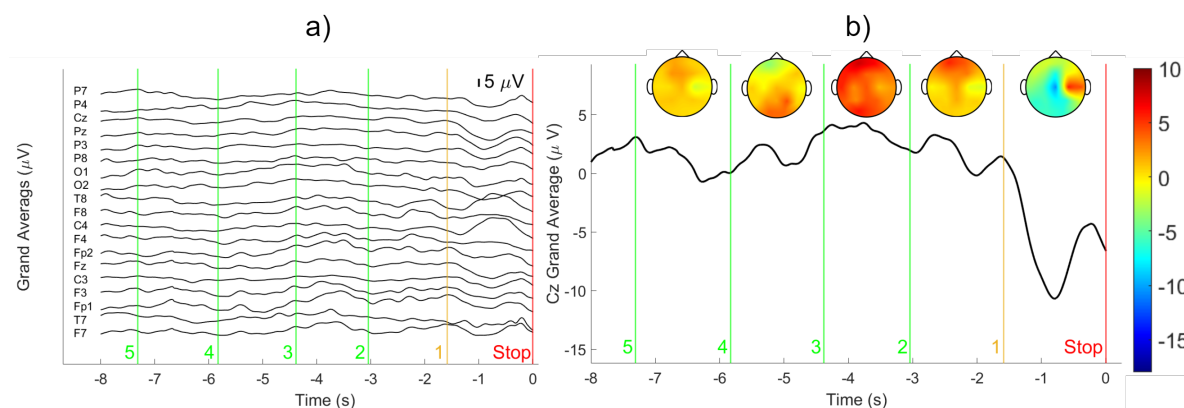 a)
5 μV
P7
P4
Cz
Pz
P3
P8
O1
O2
T8
F8
C4
F4
Fp2
Fz
C3
F3
Fp1
T7
F7
Grand Averags (μV)
5 4 3 2 1 Stop
-8 -7 -6 -5 -4 -3 -2 -1 0
Time (s)
b)
Cz Grand Average (μ V)
5
0
-5
-10
-15
5 4 3 2 1 Stop
-8 -7 -6 -5 -4 -3 -2 -1 0
Time (s)
10
5
0
-5
-10
-15